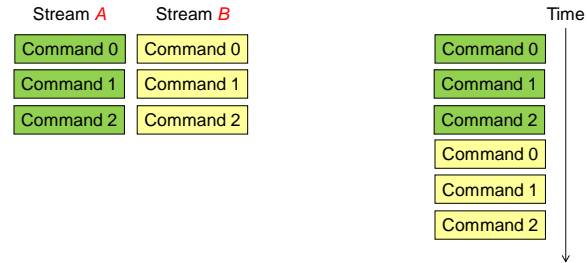 Stream A Stream B Time
Command 0 Command 0 Command 0
Command 1 Command 1 Command 1
Command 2 Command 2 Command 2
Command 0
Command 1
Command 2